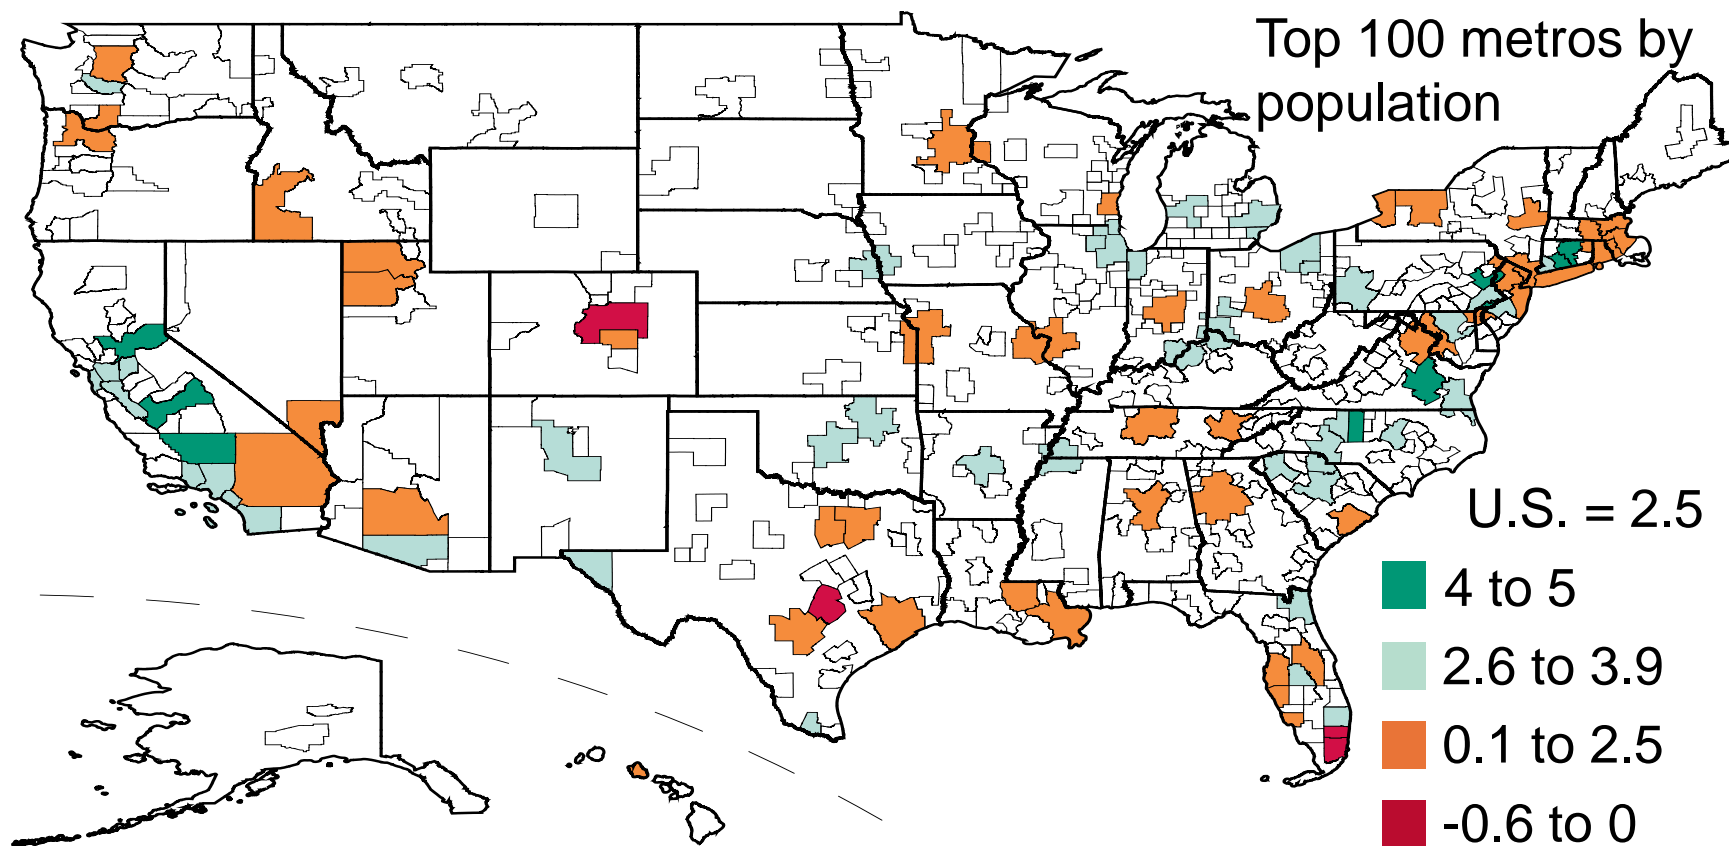 Top 100 metros by
population
U.S. = 2.5
4 to 5
2.6 to 3.9
0.1 to 2.5
-0.6 to 0